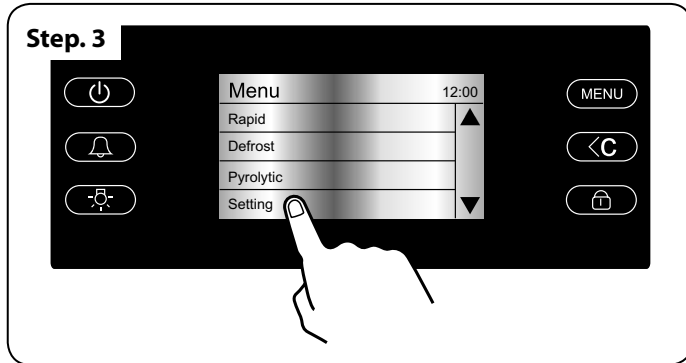 Step. 3
Menu 12:00
Rapid
Defrost
Pyrolytic
Setting
MENU
<C